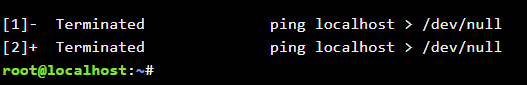 [1]-  Terminated              ping localhost > /dev/null
[2]+  Terminated              ping localhost > /dev/null
root@localhost:~#